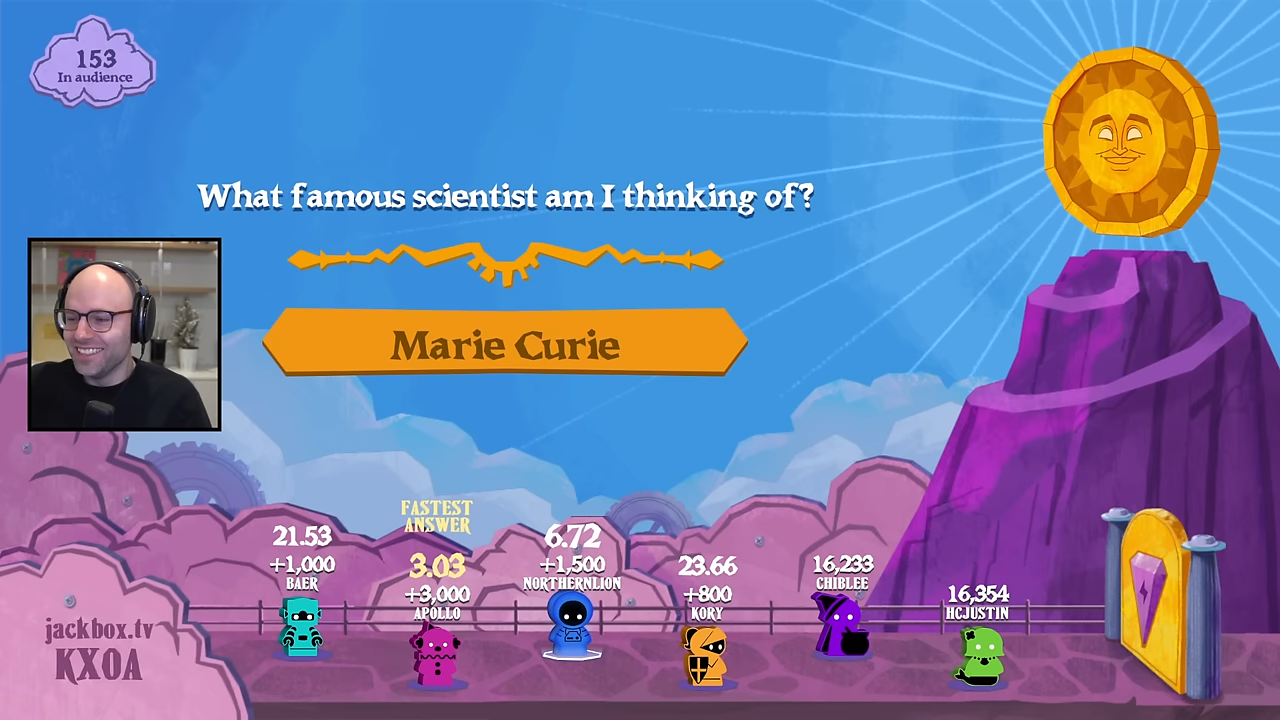 153
In audience
What famous scientist am I thinking of?
Marie Curie
21.53
+1,000
BAER
FASTEST
ANSWER
3.03
+3,000
APOLLO
6.72
+1,500
NORTHERNLION
23.66
+800
KORY
16,233
CHIBLEE
16,354
HCJUSTIN
jackbox.tv
KXOA